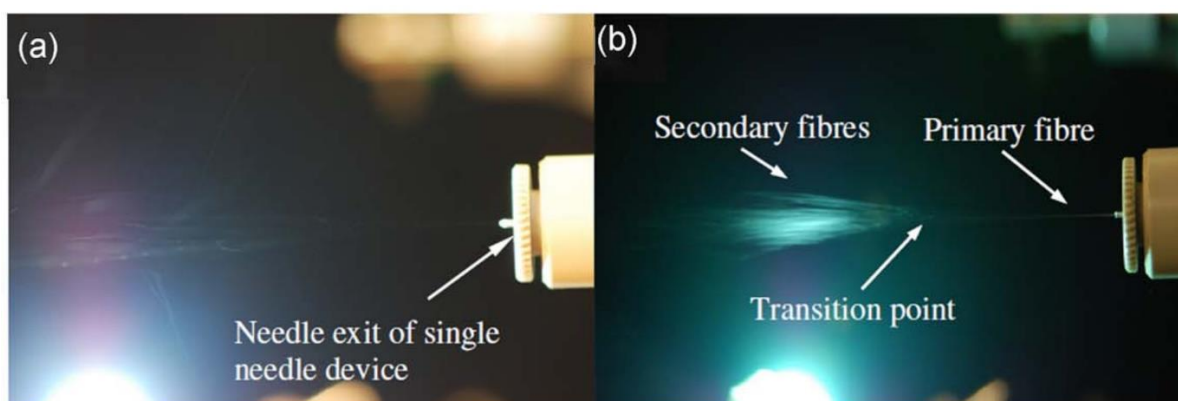 (a)
Needle exit of single
needle device
(b)
Secondary fibres
Primary fibre
Transition point